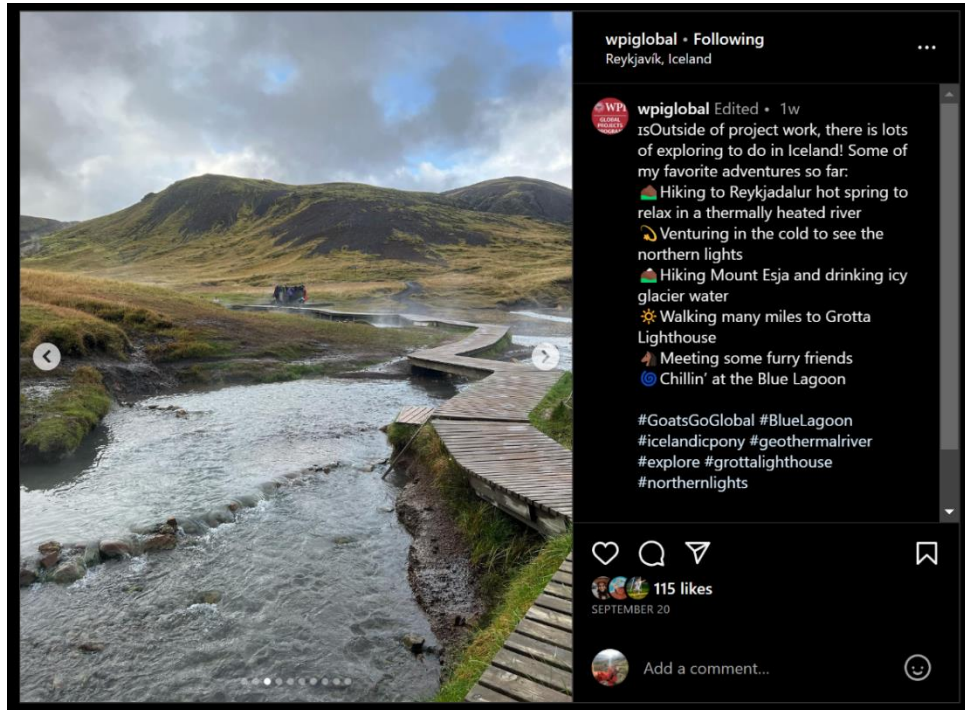 wpiglobal • Following
Reykjavík, Iceland
wpiglobal Edited • 1w
ɪsOutside of project work, there is lots
of exploring to do in Iceland! Some of
my favorite adventures so far:
Hiking to Reykjadalur hot spring to
relax in a thermally heated river
💫Venturing in the cold to see the
northern lights
Hiking Mount Esja and drinking icy
glacier water
🔆Walking many miles to Grotta
Lighthouse
🐴Meeting some furry friends
🌀Chillin’ at the Blue Lagoon
#GoatsGoGlobal #BlueLagoon
#icelandicpony #geothermalriver
#explore #grottalighthouse
#northernlights
WPI
GLOBAL
PROJECTS
PROGRAM
115 likes
SEPTEMBER 20
Add a comment...